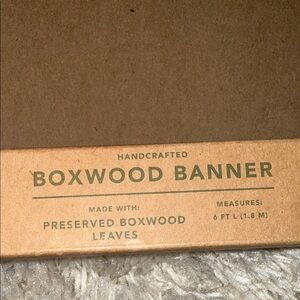 HANDCRAFTED
BOXWOOD BANNER
MADE WITH:
PRESERVED BOXWOOD
LEAVES
MEASURES:
6 FT L (1.8 M)